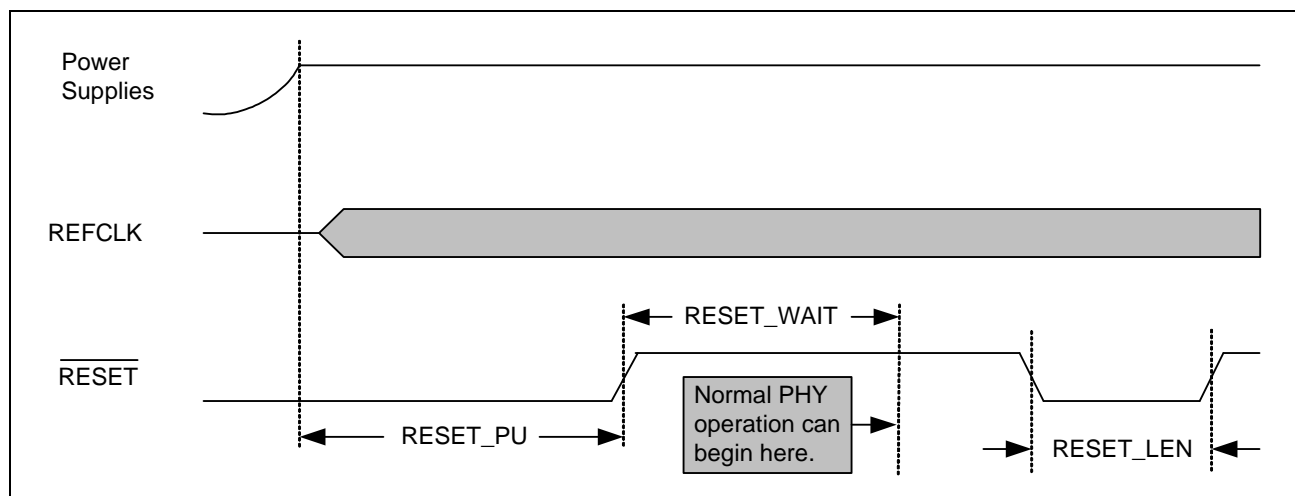 Power
Supplies
REFCLK
RESET_WAIT
RESET
Normal PHY
operation can
begin here.
RESET_PU
RESET_LEN